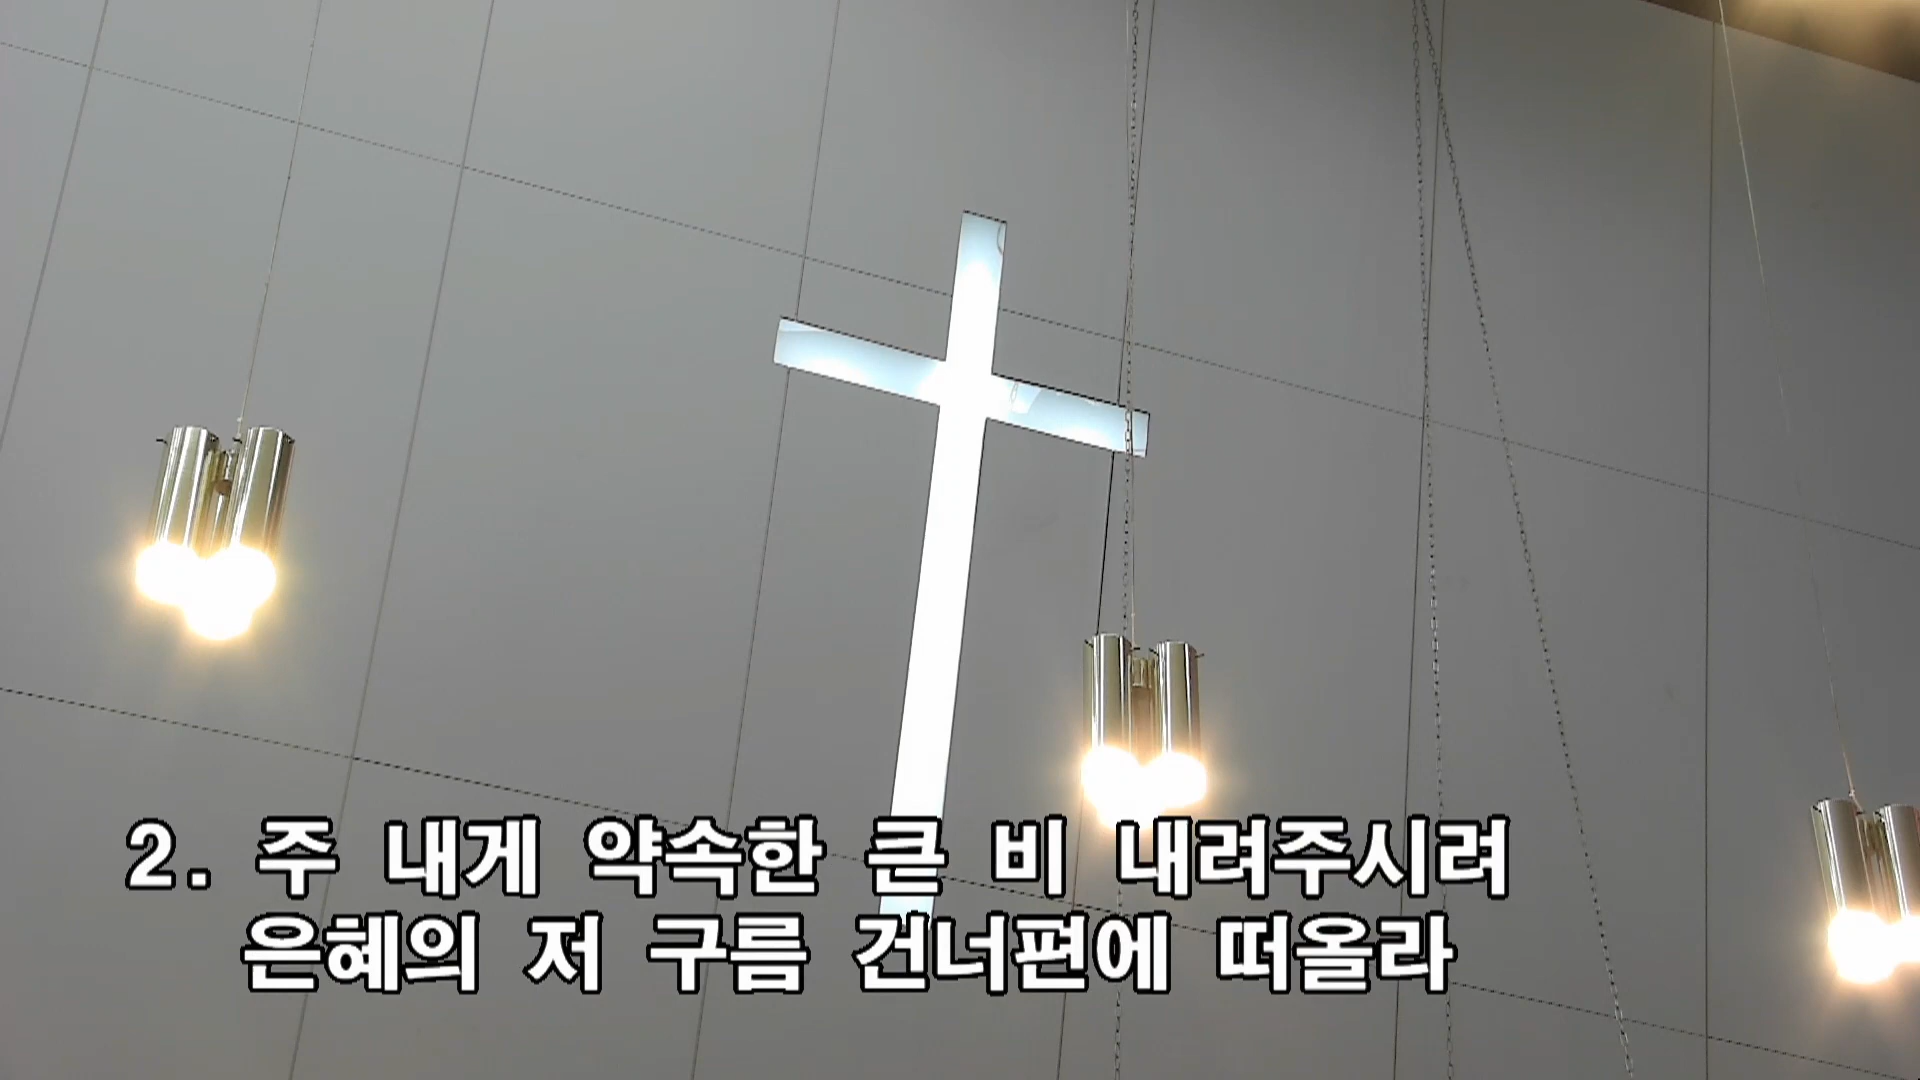 2. 주 내게 약속한 큰 비 내려주시려
은혜의 저 구름 건너편에 떠올라